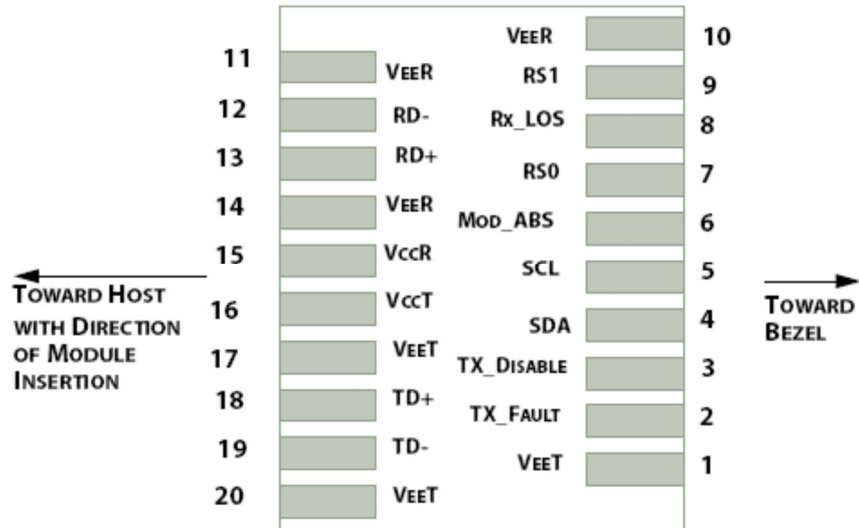 11 VEER
12 RD-
13 RD+
14 VEER
15 VCCR
16 VCCT
17 VEET
18 TD+
19 TD-
20 VEET
VEER 10
RS1 9
Rx_LOS 8
RS0 7
MOD_ABS 6
SCL 5
SDA 4
TX_DISABLE 3
TX_FAULT 2
VEET 1
TOWARD HOST
WITH DIRECTION
OF MODULE
INSERTION
TOWARD
BEZEL